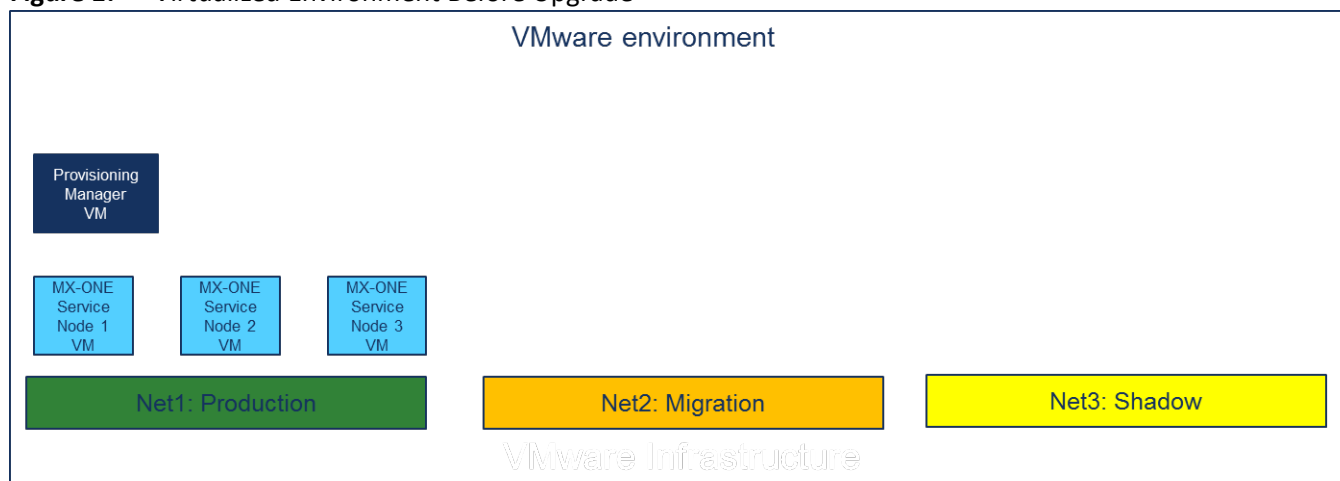 VMware environment
Provisioning
Manager
VM
MX-ONE
Service
Node 1
VM
MX-ONE
Service
Node 2
VM
MX-ONE
Service
Node 3
VM
Net1: Production
Net2: Migration
Net3: Shadow
VMware Infrastructure